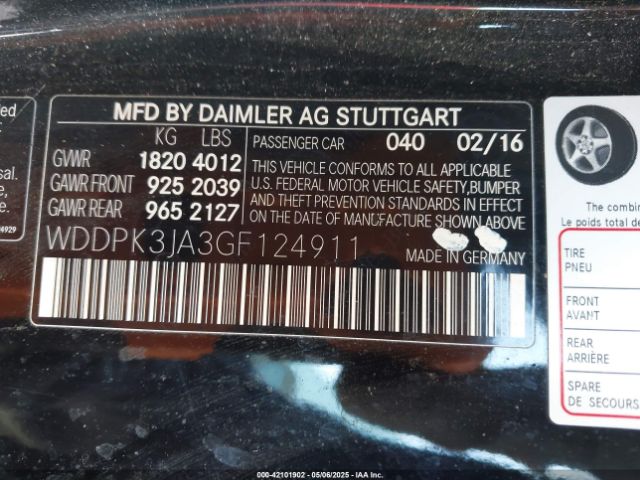 MFD BY DAIMLER AG STUTTGART
KG LBS
GVWR 1820 4012
GAWR FRONT 925 2039
GAWR REAR 965 2127
PASSENGER CAR 040 02/16
THIS VEHICLE CONFORMS TO ALL APPLICABLE
U.S. FEDERAL MOTOR VEHICLE SAFETY, BUMPER
AND THEFT PREVENTION STANDARDS IN EFFECT
ON DATE OF MANUFACTURE SHOWN ABOVE
WDDPK3JA3GF124911
MADE IN GERMANY
The combin
Le poids total de
TIRE
PNEU
FRONT
AVANT
REAR
ARRIÈRE
SPARE
DE SECOURS
000-42101902 - 05/06/2025 - IAAI Inc.